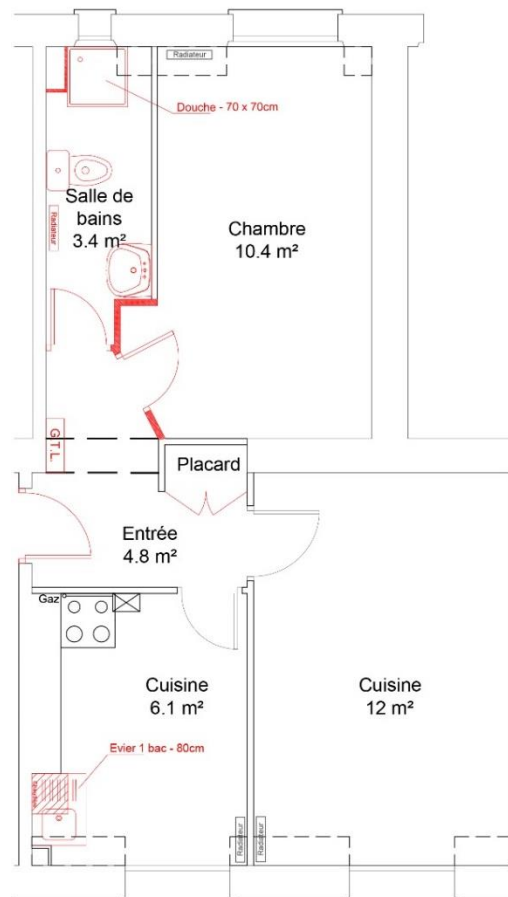 Radiateur
Douche - 70 x 70cm
Salle de
bains
3.4 m²
Radiateur
Chambre
10.4 m²
G.T.L.
Placard
Entrée
4.8 m²
Gaz
Cuisine
6.1 m²
Cuisine
12 m²
Evier 1 bac - 80cm
Radiateur
Radiateur